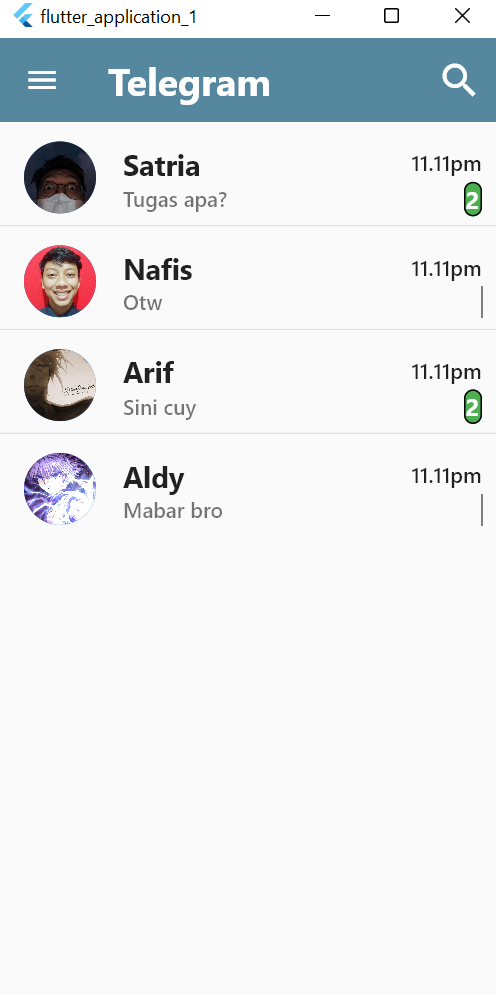 flutter_application_1
Telegram
Satria
11.11pm
Tugas apa?
2
Nafis
11.11pm
Otw
Arif
11.11pm
Sini cuy
2
Aldy
11.11pm
Mabar bro